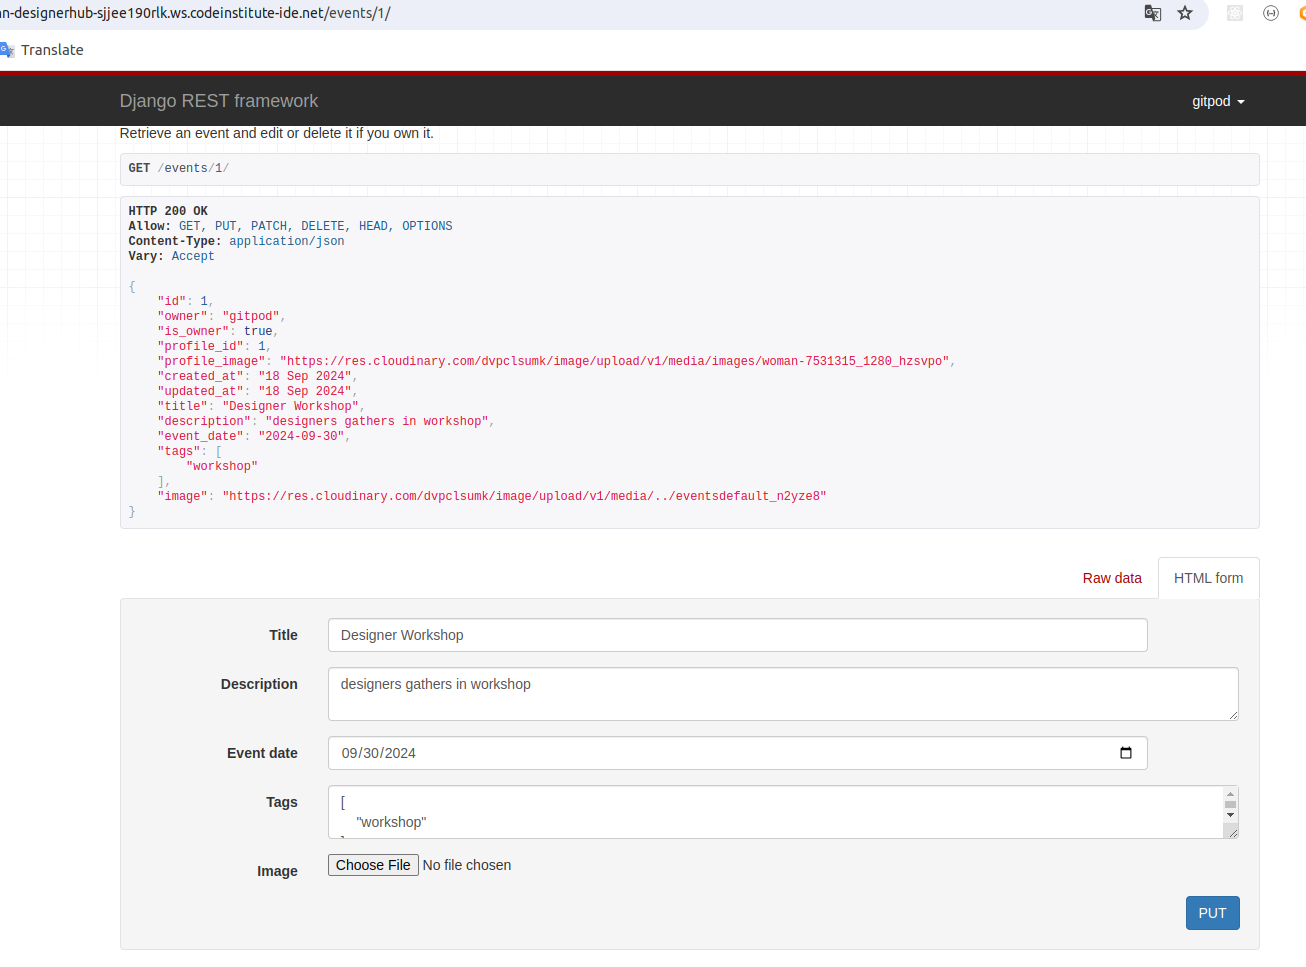 n-designerhub-sjjee190rlk.ws.codeinstitute-ide.net/events/1/
Translate
Django REST framework
gitpod
Retrieve an event and edit or delete it if you own it.
GET /events/1/
HTTP 200 OK
Allow: GET, PUT, PATCH, DELETE, HEAD, OPTIONS
Content-Type: application/json
Vary: Accept
{
    "id": 1,
    "owner": "gitpod",
    "is_owner": true,
    "profile_id": 1,
    "profile_image": "https://res.cloudinary.com/dvpclsumk/image/upload/v1/media/images/woman-7531315_1280_hzsvpo",
    "created_at": "18 Sep 2024",
    "updated_at": "18 Sep 2024",
    "title": "Designer Workshop",
    "description": "designers gathers in workshop",
    "event_date": "2024-09-30",
    "tags": [
        "workshop"
    ],
    "image": "https://res.cloudinary.com/dvpclsumk/image/upload/v1/media/../eventsdefault_n2yze8"
}
Raw data
HTML form
Title
Designer Workshop
Description
designers gathers in workshop
Event date
09/30/2024
Tags
[
"workshop"
Image
Choose File No file chosen
PUT